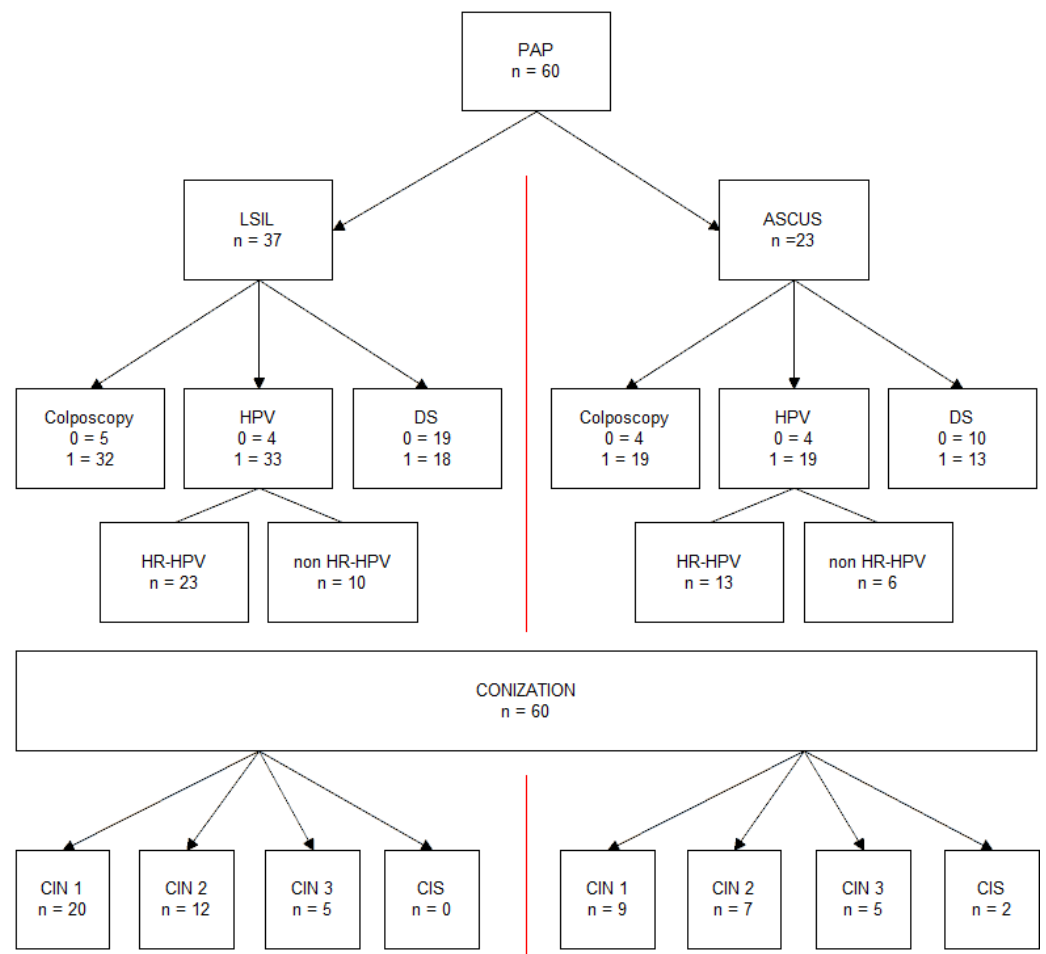 PAP
n = 60
LSIL
n = 37
ASCUS
n =23
Colposcopy
0 = 5
1 = 32
HPV
0 = 4
1 = 33
DS
0 = 19
1 = 18
Colposcopy
0 = 4
1 = 19
HPV
0 = 4
1 = 19
DS
0 = 10
1 = 13
HR-HPV
n = 23
non HR-HPV
n = 10
HR-HPV
n = 13
non HR-HPV
n = 6
CONIZATION
n = 60
CIN 1
n = 20
CIN 2
n = 12
CIN 3
n = 5
CIS
n = 0
CIN 1
n = 9
CIN 2
n = 7
CIN 3
n = 5
CIS
n = 2